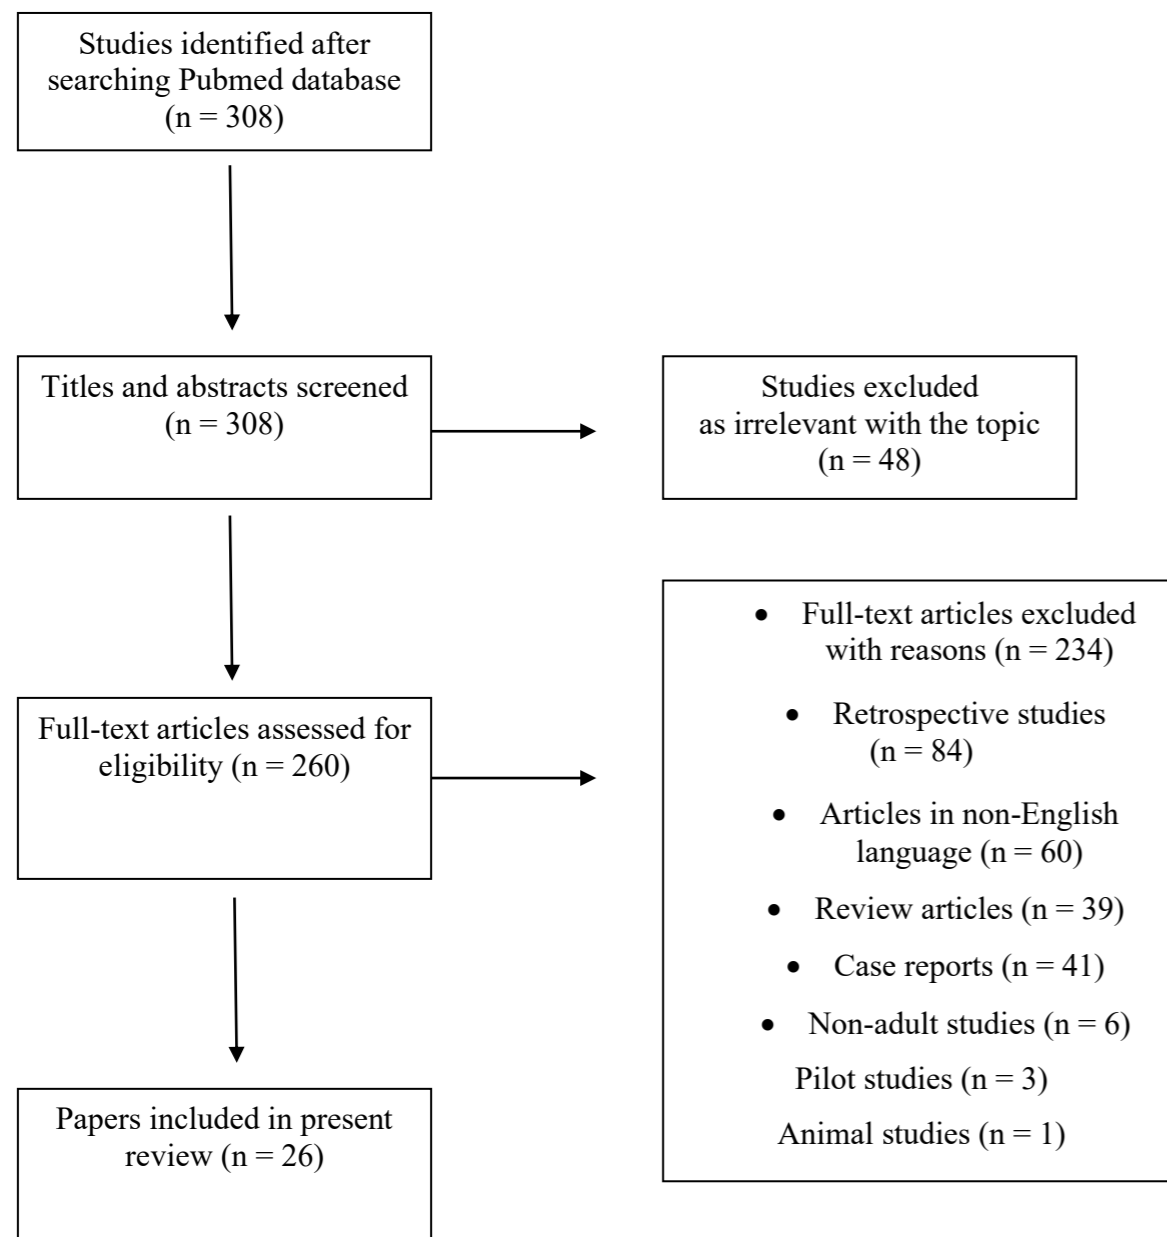 Studies identified after
searching Pubmed database
(n = 308)
Titles and abstracts screened
(n = 308)
Studies excluded
as irrelevant with the topic
(n = 48)
Full-text articles assessed for
eligibility (n = 260)
• Full-text articles excluded
with reasons (n = 234)
• Retrospective studies
(n = 84)
• Articles in non-English
language (n = 60)
• Review articles (n = 39)
• Case reports (n = 41)
• Non-adult studies (n = 6)
Pilot studies (n = 3)
Animal studies (n = 1)
Papers included in present
review (n = 26)